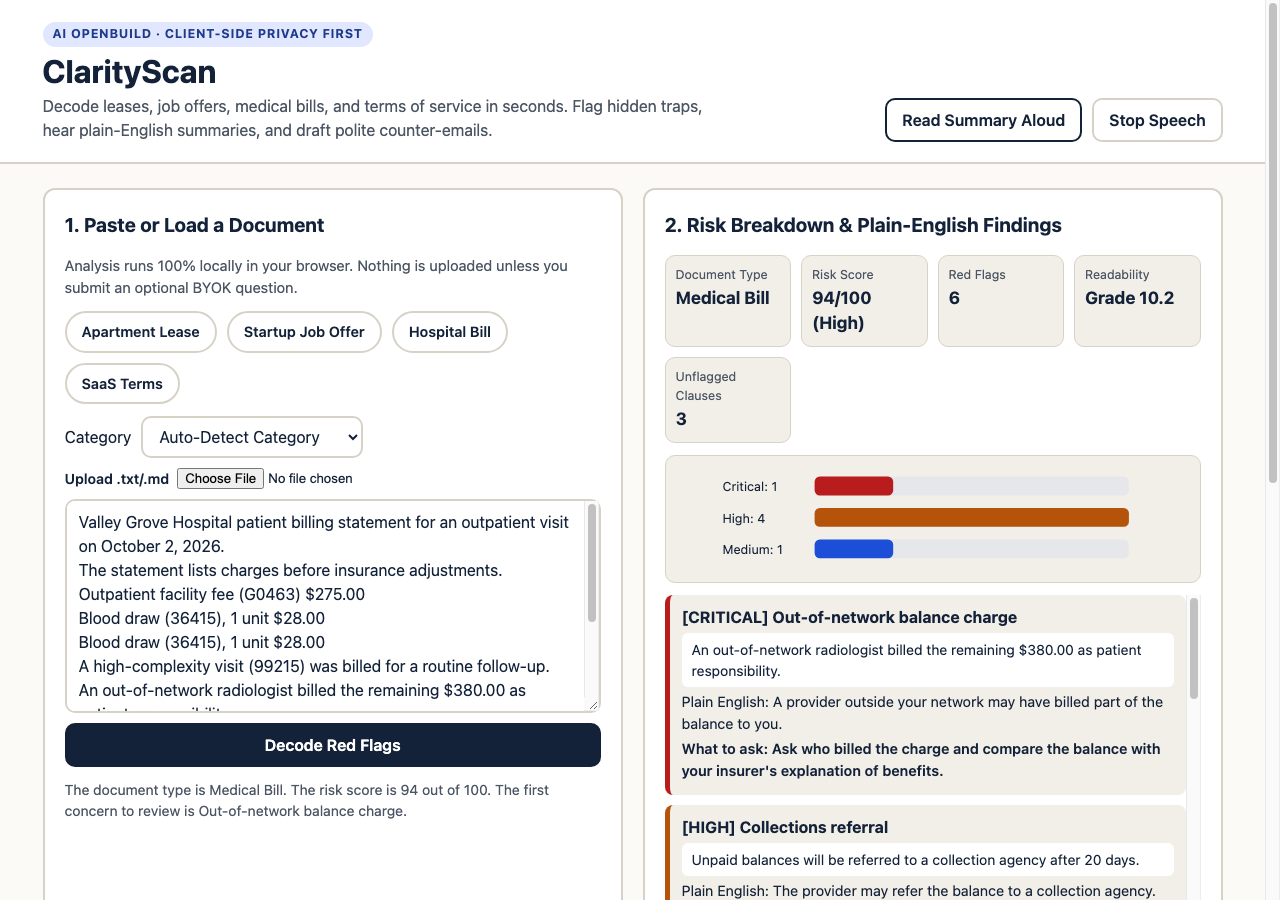 AI OPENBUILD · CLIENT-SIDE PRIVACY FIRST
ClarityScan
Decode leases, job offers, medical bills, and terms of service in seconds. Flag hidden traps,
hear plain-English summaries, and draft polite counter-emails.
Read Summary Aloud
Stop Speech
1. Paste or Load a Document
Analysis runs 100% locally in your browser. Nothing is uploaded unless you
submit an optional BYOK question.
Apartment Lease
Startup Job Offer
Hospital Bill
SaaS Terms
Category
Auto-Detect Category
Upload .txt/.md
Choose File
No file chosen
Valley Grove Hospital patient billing statement for an outpatient visit
on October 2, 2026.
The statement lists charges before insurance adjustments.
Outpatient facility fee (G0463) $275.00
Blood draw (36415), 1 unit $28.00
Blood draw (36415), 1 unit $28.00
A high-complexity visit (99215) was billed for a routine follow-up.
An out-of-network radiologist billed the remaining $380.00 as
Decode Red Flags
The document type is Medical Bill. The risk score is 94 out of 100. The first
concern to review is Out-of-network balance charge.
2. Risk Breakdown & Plain-English Findings
Document Type
Medical Bill
Risk Score
94/100
(High)
Red Flags
6
Readability
Grade 10.2
Unflagged
Clauses
3
Critical: 1
High: 4
Medium: 1
[CRITICAL] Out-of-network balance charge
An out-of-network radiologist billed the remaining $380.00 as patient
responsibility.
Plain English: A provider outside your network may have billed part of the
balance to you.
What to ask: Ask who billed the charge and compare the balance with
your insurer's explanation of benefits.
[HIGH] Collections referral
Unpaid balances will be referred to a collection agency after 20 days.
Plain English: The provider may refer the balance to a collection agency.